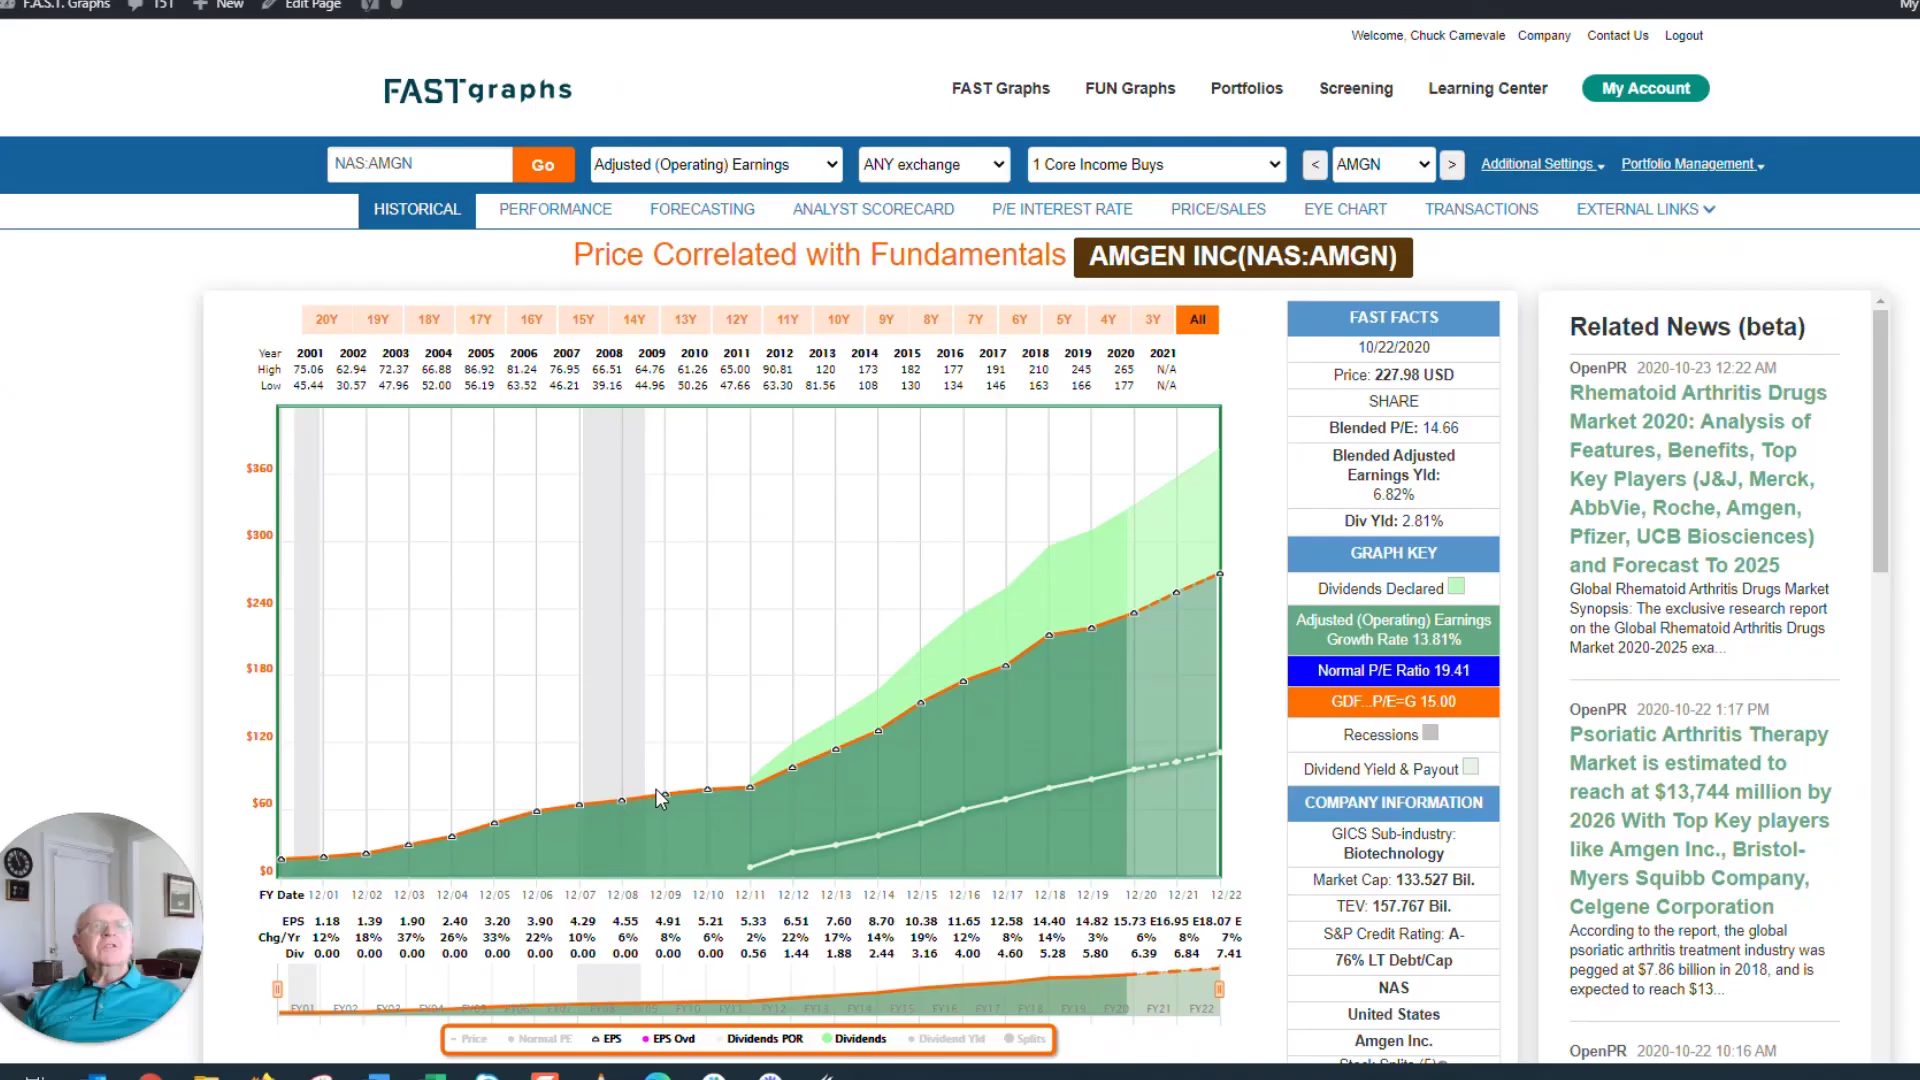 F.A.S.T. Graphs 151 New Edit Page My
Welcome, Chuck Carnevale Company Contact Us Logout
FASTgraphs
FAST Graphs FUN Graphs Portfolios Screening Learning Center My Account
NAS:AMGN Go Adjusted (Operating) Earnings ANY exchange 1 Core Income Buys < AMGN > Additional Settings Portfolio Management
HISTORICAL PERFORMANCE FORECASTING ANALYST SCORECARD P/E INTEREST RATE PRICE/SALES EYE CHART TRANSACTIONS EXTERNAL LINKS
Price Correlated with Fundamentals AMGEN INC(NAS:AMGN)
20Y 19Y 18Y 17Y 16Y 15Y 14Y 13Y 12Y 11Y 10Y 9Y 8Y 7Y 6Y 5Y 4Y 3Y All
Year 2001 2002 2003 2004 2005 2006 2007 2008 2009 2010 2011 2012 2013 2014 2015 2016 2017 2018 2019 2020 2021
High 75.06 62.94 72.37 66.88 86.92 81.24 76.95 66.51 64.76 61.26 65.00 90.81 120 173 182 177 191 210 245 265 N/A
Low 45.44 30.57 47.96 52.00 56.19 63.52 46.21 39.16 44.96 50.26 47.66 63.30 81.56 108 130 134 146 163 166 177 N/A
$360
$300
$240
$180
$120
$60
$0
FY Date 12/01 12/02 12/03 12/04 12/05 12/06 12/07 12/08 12/09 12/10 12/11 12/12 12/13 12/14 12/15 12/16 12/17 12/18 12/19 12/20 12/21 12/22
EPS 1.18 1.39 1.90 2.40 3.20 3.90 4.29 4.55 4.91 5.21 5.33 6.51 7.60 8.70 10.38 11.65 12.58 14.40 14.82 15.73 E 16.95 E 18.07 E
Chg/Yr 12% 18% 37% 26% 33% 22% 10% 6% 8% 6% 2% 22% 17% 14% 19% 12% 8% 14% 3% 6% 8% 7%
Div 0.00 0.00 0.00 0.00 0.00 0.00 0.00 0.00 0.00 0.00 0.56 1.44 1.88 2.44 3.16 4.00 4.60 5.28 5.80 6.39 6.84 7.41
FY01 FY02 FY03 FY04 FY05 FY06 FY07 FY08 FY09 FY10 FY11 FY12 FY13 FY14 FY15 FY16 FY17 FY18 FY19 FY20 FY21 FY22
Price Normal PE EPS EPS Ovd Dividends POR Dividends Dividend Yld Splits
FAST FACTS
10/22/2020
Price: 227.98 USD
SHARE
Blended P/E: 14.66
Blended Adjusted
Earnings Yld:
6.82%
Div Yld: 2.81%
GRAPH KEY
Dividends Declared
Adjusted (Operating) Earnings
Growth Rate 13.81%
Normal P/E Ratio 19.41
GDF...P/E=G 15.00
Recessions
Dividend Yield & Payout
COMPANY INFORMATION
GICS Sub-industry:
Biotechnology
Market Cap: 133.527 Bil.
TEV: 157.767 Bil.
S&P Credit Rating: A-
76% LT Debt/Cap
NAS
United States
Amgen Inc.
Related News (beta)
OpenPR 2020-10-23 12:22 AM
Rhematoid Arthritis Drugs
Market 2020: Analysis of
Features, Benefits, Top
Key Players (J&J, Merck,
AbbVie, Roche, Amgen,
Pfizer, UCB Biosciences)
and Forecast To 2025
Global Rhematoid Arthritis Drugs Market
Synopsis: The exclusive research report
on the Global Rhematoid Arthritis Drugs
Market 2020-2025 exa...
OpenPR 2020-10-22 1:17 PM
Psoriatic Arthritis Therapy
Market is estimated to
reach at $13,744 million by
2026 With Top Key players
like Amgen Inc., Bristol-
Myers Squibb Company,
Celgene Corporation
According to the report, the global
psoriatic arthritis treatment industry was
pegged at $7.86 billion in 2018, and is
expected to reach $13...
OpenPR 2020-10-22 10:16 AM